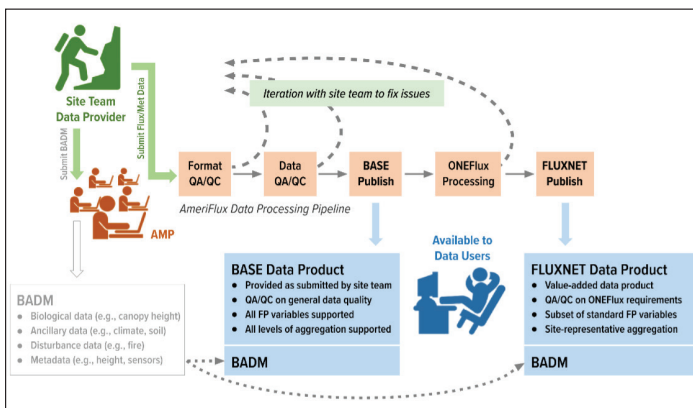 Site Team
Data Provider
Submit BADM
Submit Flux/Met Data
Iteration with site team to fix issues
Format
QA/QC
Data
QA/QC
BASE
Publish
ONEFlux
Processing
FLUXNET
Publish
AmeriFlux Data Processing Pipeline
AMP
Available to
Data Users
BADM
• Biological data (e.g., canopy height)
• Ancillary data (e.g., climate, soil)
• Disturbance data (e.g., fire)
• Metadata (e.g., height, sensors)
BASE Data Product
• Provided as submitted by site team
• QA/QC on general data quality
• All FP variables supported
• All levels of aggregation supported
BADM
FLUXNET Data Product
• Value-added data product
• QA/QC on ONEFlux requirements
• Subset of standard FP variables
• Site-representative aggregation
BADM